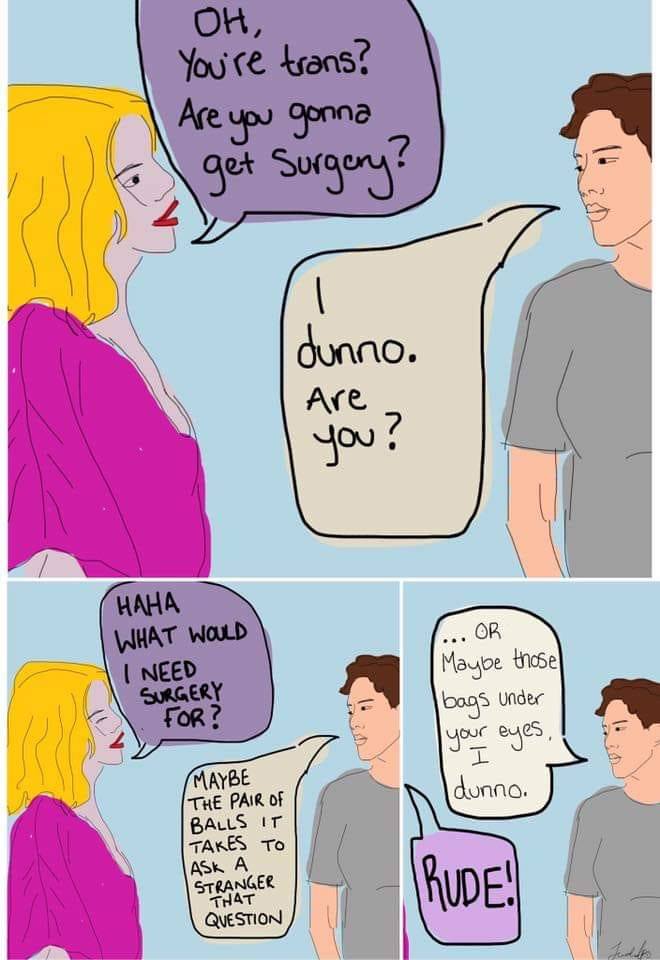 OH,
You're trans?
Are you gonna
get Surgery?
I
dunno.
Are
you?
HAHA
WHAT WOULD
I NEED
SURGERY
FOR?
MAYBE
THE PAIR OF
BALLS IT
TAKES TO
ASK A
STRANGER
THAT
QUESTION
... OR
Maybe those
bags under
your eyes,
I
dunno.
RUDE!